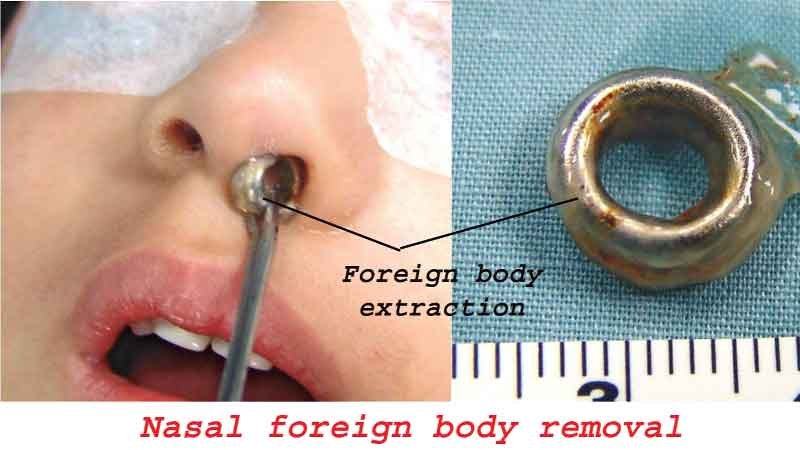 Foreign body
extraction
3
Nasal foreign body removal